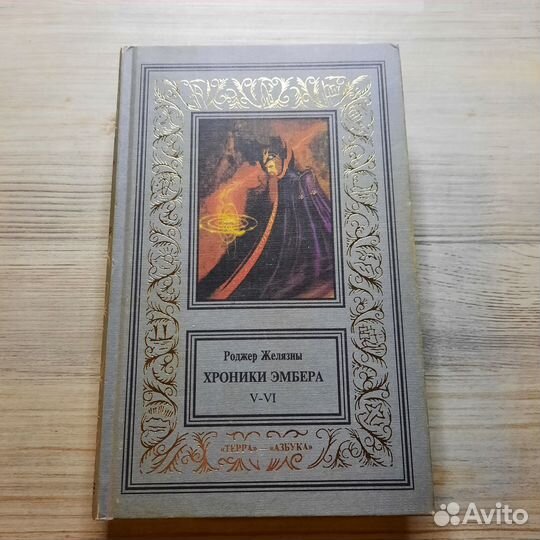 Роджер Желязны
ХРОНИКИ ЭМБЕРА
V-VI
«ТЕРРА»—«АЗБУКА»
Avito